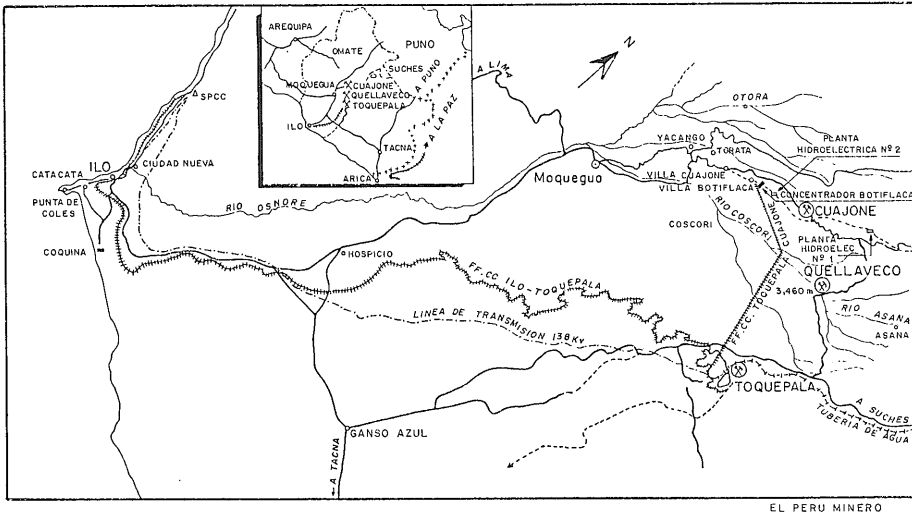 AREQUIPA
OMATE
PUNO
SUCHES
MOQUEGUA
CUAJONE
QUELLAVECO
TOQUEPALA
A PUNO
A LA PAZ
ILO
TACNA
ARICA
N
A LIMA
SPCC
OTORA
YACANGO
TORATA
PLANTA
HIDROELECTRICA Nº 2
CIUDAD NUEVA
ILO
CATACATA
PUNTA DE
COLES
COQUINA
RIO OSMORE
Moquegua
VILLA CUAJONE
VILLA BOTIFLACA
CONCENTRADOR BOTIFLACA
CUAJONE
RIO COSCORI
COSCORI
PLANTA
HIDROELEC.
Nº 1
QUELLAVECO
3,460 m
RIO ASANA
ASANA
HOSPICIO
FF.CC ILO-TOQUEPALA
FF.CC TOQUEPALA CUAJONE
LINEA DE TRANSMISION 138Kv
TOQUEPALA
A SUCHES
TUBERIA DE AGUA
GANSO AZUL
A TACNA
EL PERU MINERO